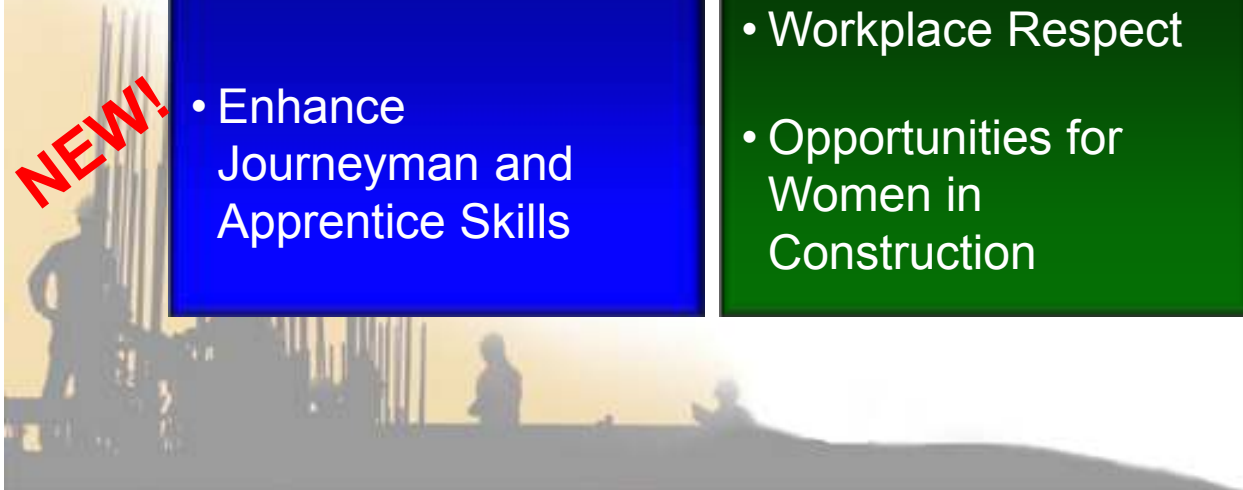 NEW!
• Enhance
Journeyman and
Apprentice Skills
• Workplace Respect
• Opportunities for
Women in
Construction